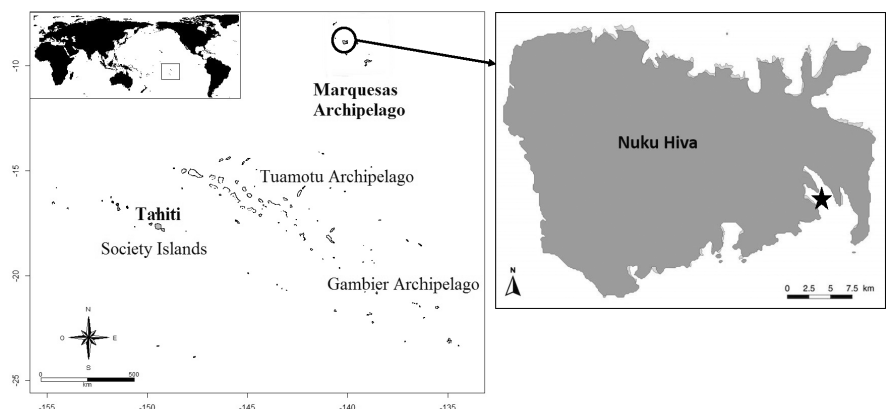 -10
-15
-20
-25
-155
-150
-145
-140
-135
Marquesas
Archipelago
Tuamotu Archipelago
Tahiti
Society Islands
Gambier Archipelago
N
O
E
S
0
500
km
Nuku Hiva
N
0 2.5 5 7.5 km